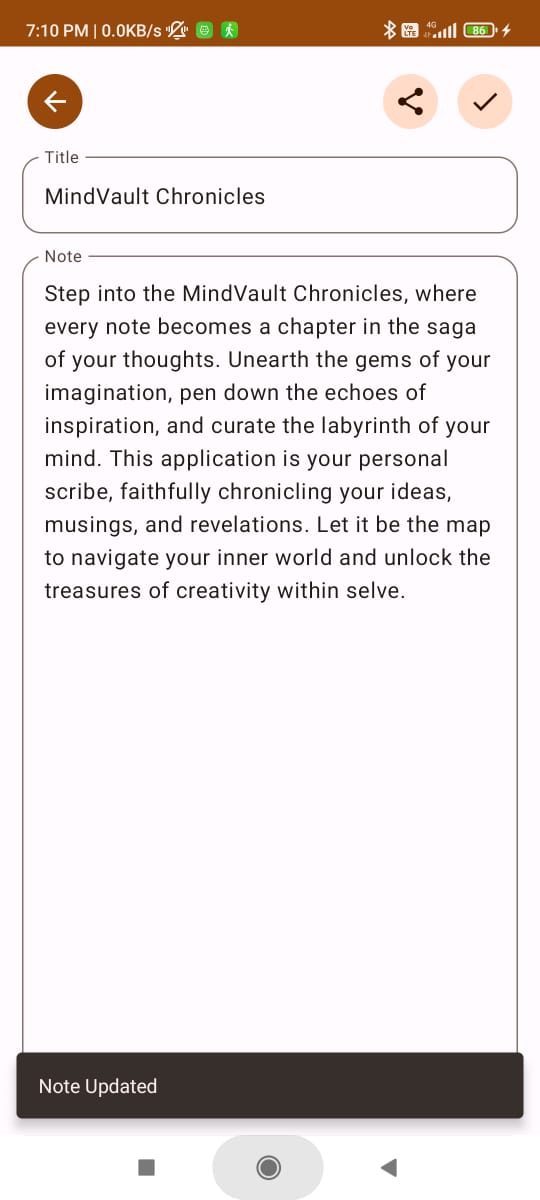 7:10 PM | 0.0KB/s
Vo LTE 4G 86
Title
MindVault Chronicles
Note
Step into the MindVault Chronicles, where
every note becomes a chapter in the saga
of your thoughts. Unearth the gems of your
imagination, pen down the echoes of
inspiration, and curate the labyrinth of your
mind. This application is your personal
scribe, faithfully chronicling your ideas,
musings, and revelations. Let it be the map
to navigate your inner world and unlock the
treasures of creativity within selve.
Note Updated